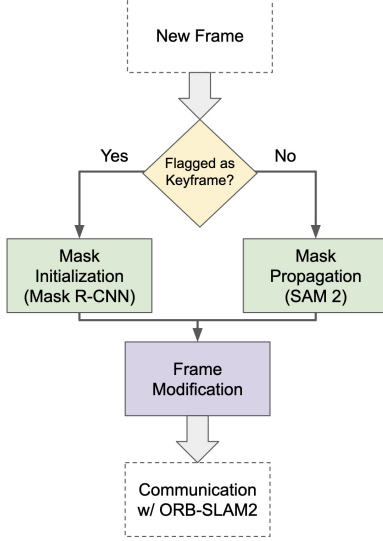 New Frame
Flagged as
Keyframe?
Yes
No
Mask
Initialization
(Mask R-CNN)
Mask
Propagation
(SAM 2)
Frame
Modification
Communication
w/ ORB-SLAM2